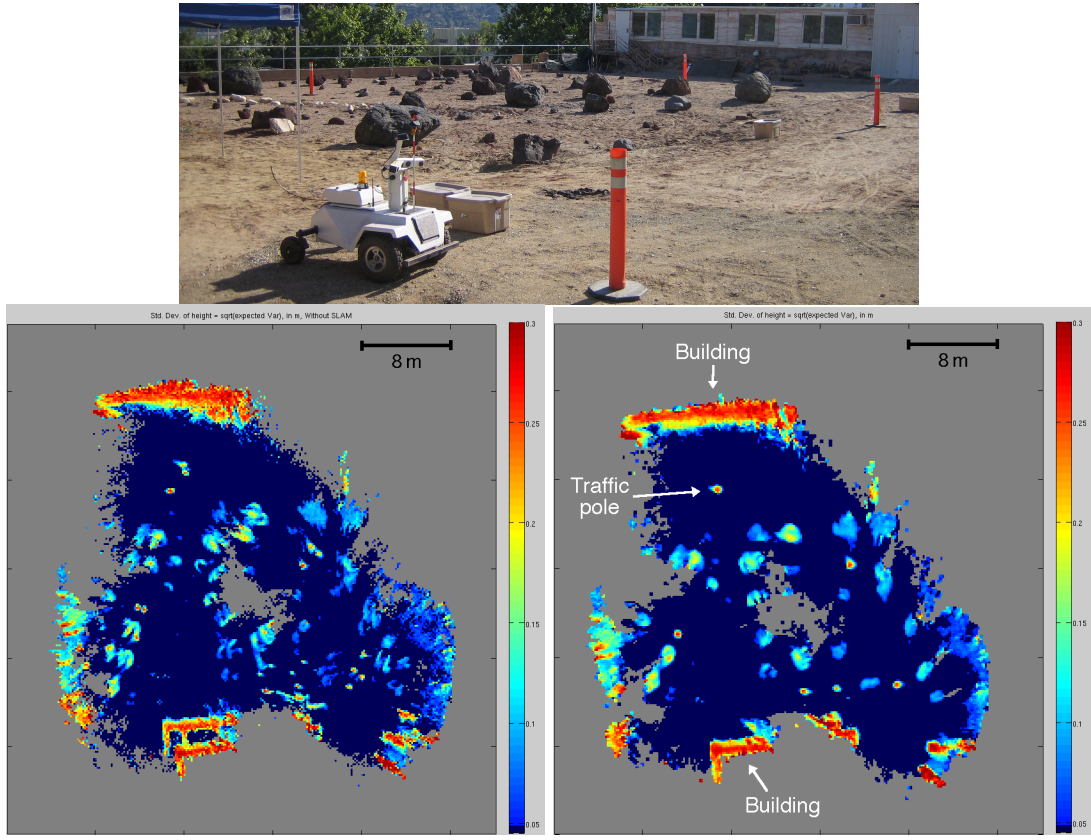 Std. Dev. of height = sqrt(expected Var), in m, Without SLAM
8 m
0.3
0.25
0.2
0.15
0.1
0.05
Std. Dev. of height = sqrt(expected Var), in m
8 m
Building
Traffic
pole
Building
0.3
0.25
0.2
0.15
0.1
0.05